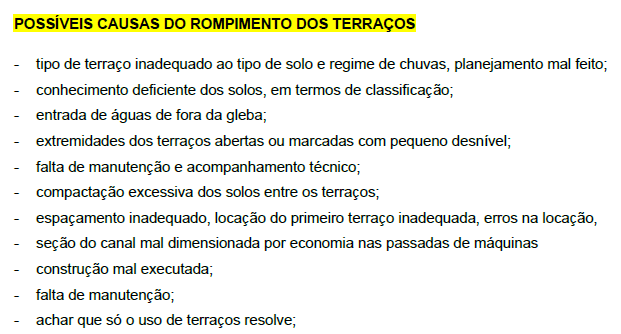 POSSÍVEIS CAUSAS DO ROMPIMENTO DOS TERRAÇOS
- tipo de terraço inadequado ao tipo de solo e regime de chuvas, planejamento mal feito;
- conhecimento deficiente dos solos, em termos de classificação;
- entrada de águas de fora da gleba;
- extremidades dos terraços abertas ou marcadas com pequeno desnível;
- falta de manutenção e acompanhamento técnico;
- compactação excessiva dos solos entre os terraços;
- espaçamento inadequado, locação do primeiro terraço inadequada, erros na locação,
- seção do canal mal dimensionada por economia nas passadas de máquinas
- construção mal executada;
- falta de manutenção;
- achar que só o uso de terraços resolve;